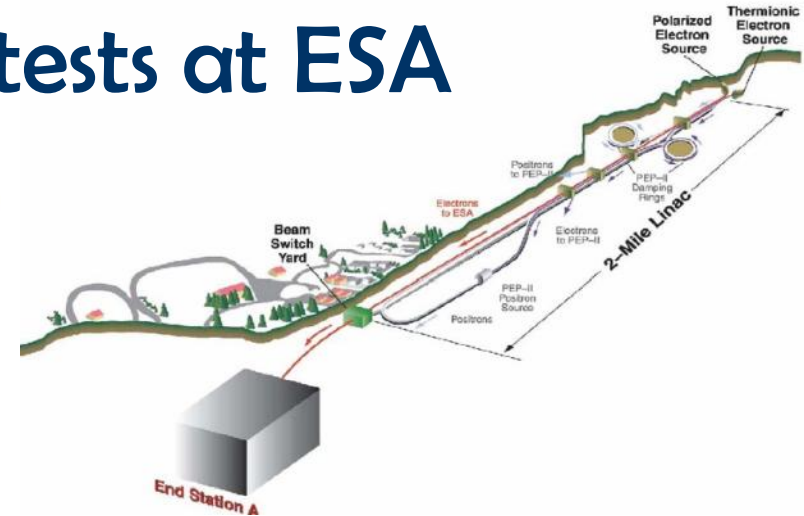 tests at ESA
Polarized
Electron
Source
Thermionic
Electron
Source
Positrons
to PEP-II
PEP-II
Damping
Rings
Electrons
to ESA
Electrons
to PEP-II
2-Mile Linac
Beam
Switch
Yard
PEP-II
Positron
Source
Positrons
End Station A